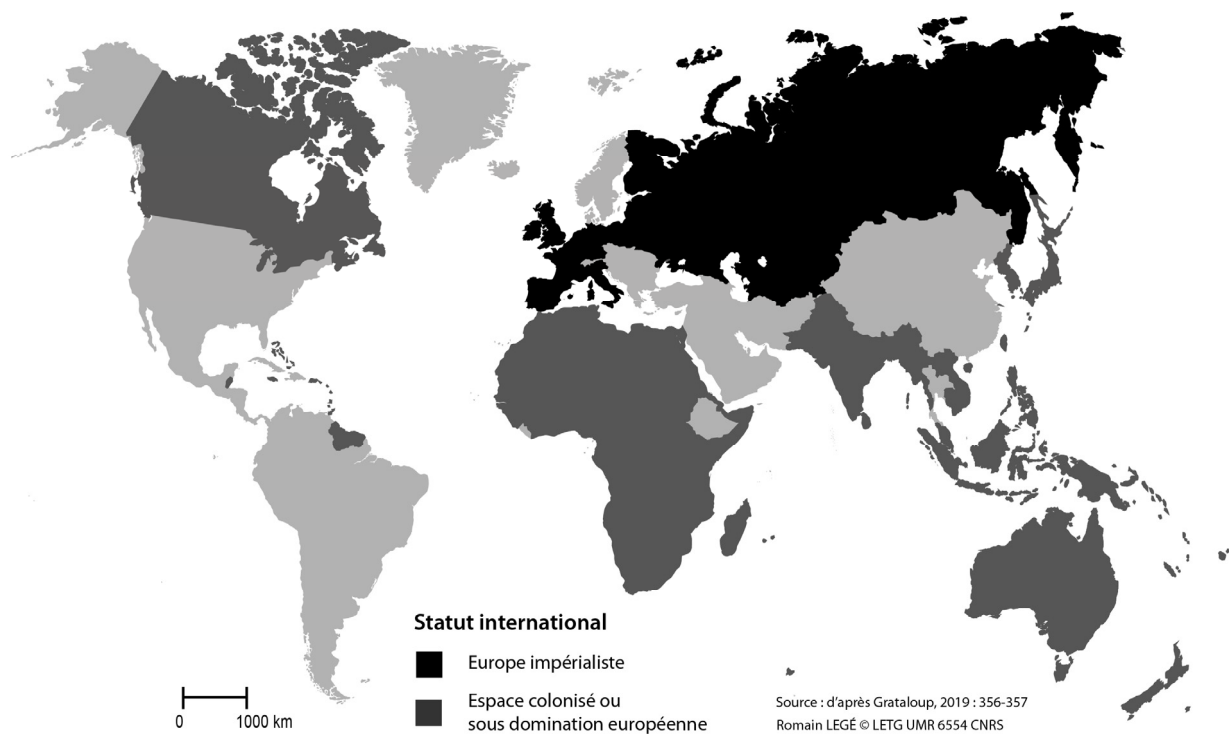 Statut international
Europe impérialiste
Espace colonisé ou
sous domination européenne
0 1000 km
Source : d'après Grataloup, 2019 : 356-357
Romain LEGÉ © LETG UMR 6554 CNRS